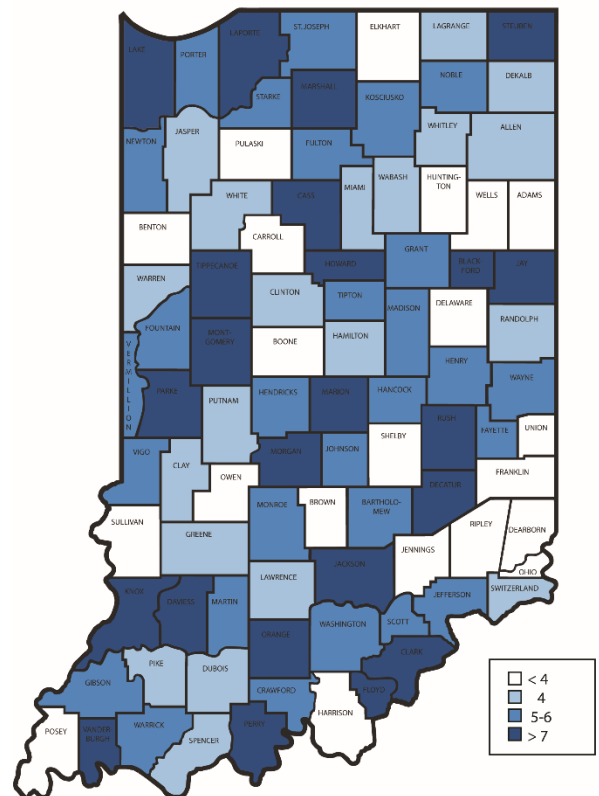 ST.JOSEPH
ELKHART
LAGRANGE
STEUBEN
LAPORTE
LAKE
PORTER
NOBLE
DEKALB
STARKE
MARSHALL
KOSCIUSKO
WHITLEY
ALLEN
JASPER
NEWTON
PULASKI
FULTON
MIAMI
WABASH
HUNTING-
TON
WELLS
ADAMS
WHITE
CASS
BENTON
CARROLL
GRANT
TIPPECANOE
HOWARD
BLACK
FORD
JAY
WARREN
CLINTON
TIPTON
MADISON
DELAWARE
FOUNTAIN
MONT-
GOMERY
BOONE
HAMILTON
RANDOLPH
VERMILLION
HENRY
WAYNE
PARKE
PUTNAM
HENDRICKS
MARION
HANCOCK
RUSH
FAYETTE
UNION
VIGO
CLAY
MORGAN
JOHNSON
SHELBY
FRANKLIN
OWEN
DECATUR
MONROE
BROWN
BARTHOLO-
MEW
SULLIVAN
RIPLEY
DEARBORN
GREENE
JENNINGS
OHIO
LAWRENCE
JACKSON
SWITZERLAND
KNOX
DAVIESS
MARTIN
JEFFERSON
ORANGE
WASHINGTON
SCOTT
PIKE
DUBOIS
CLARK
GIBSON
CRAWFORD
FLOYD
HARRISON
POSEY
VANDER
BURGH
WARRICK
SPENCER
PERRY
< 4
4
5-6
> 7